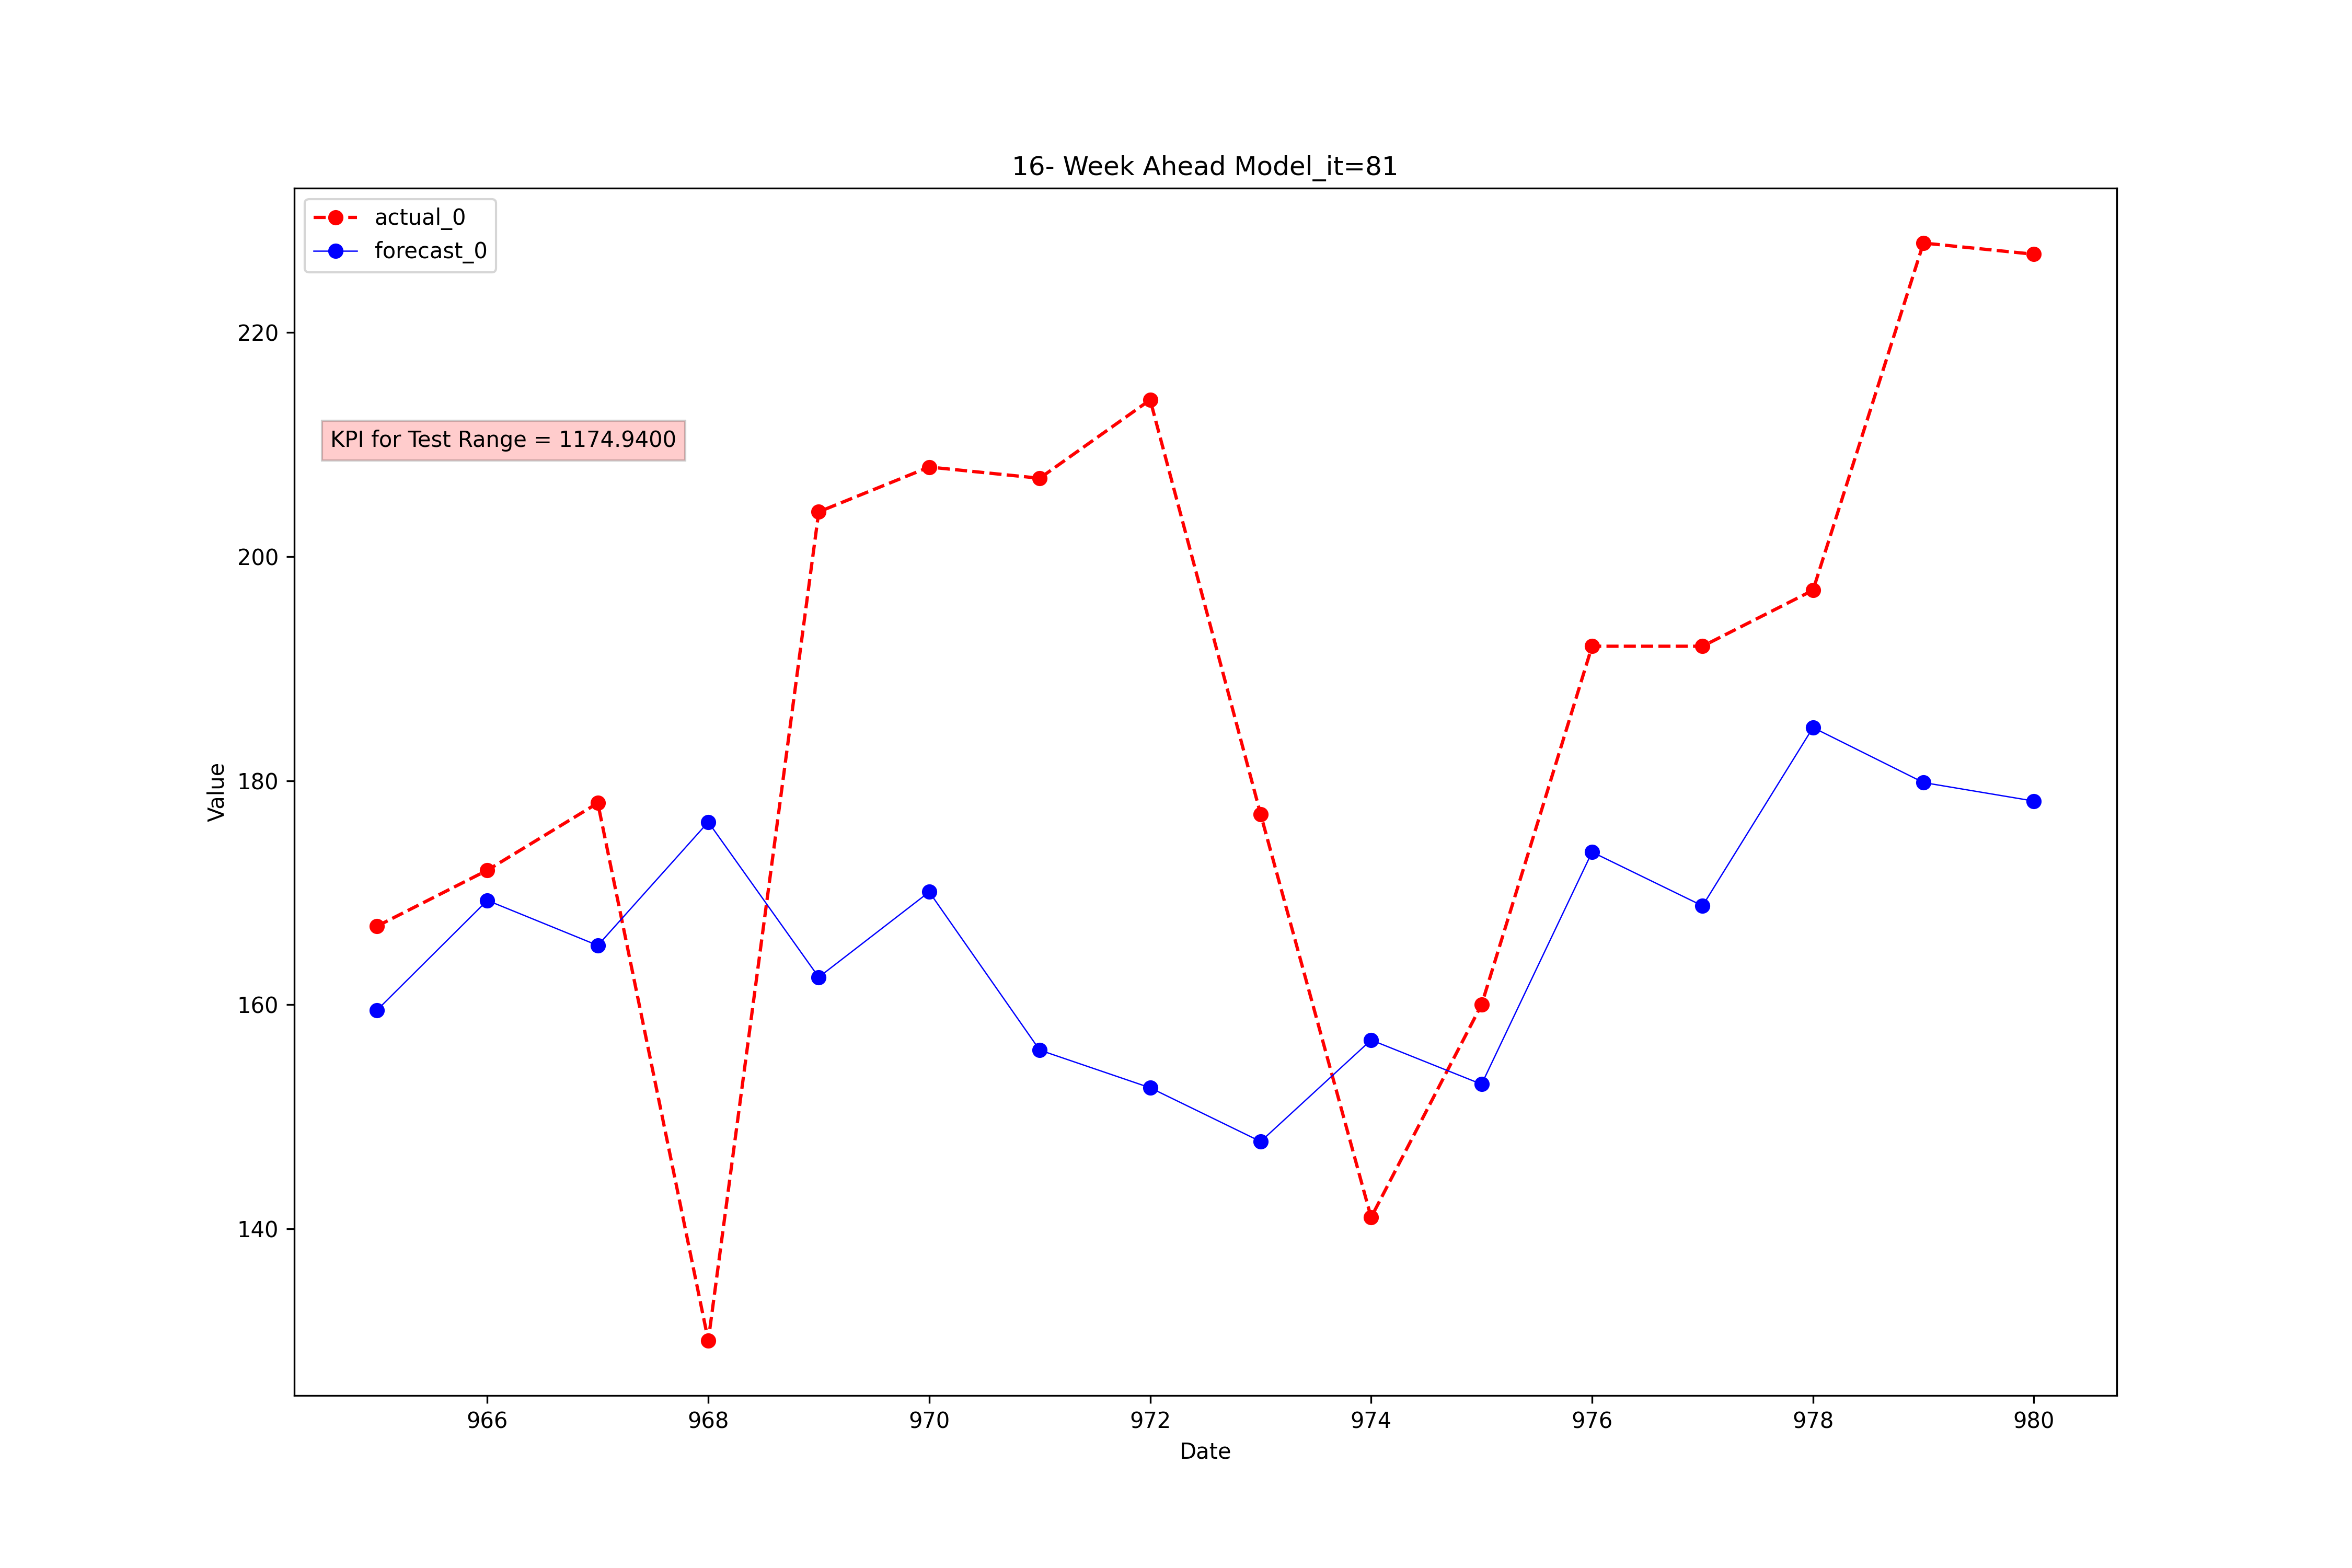 16- Week Ahead Model_it=81
actual_0
forecast_0
KPI for Test Range = 1174.9400
220
200
180
160
140
Value
966 968 970 972 974 976 978 980
Date